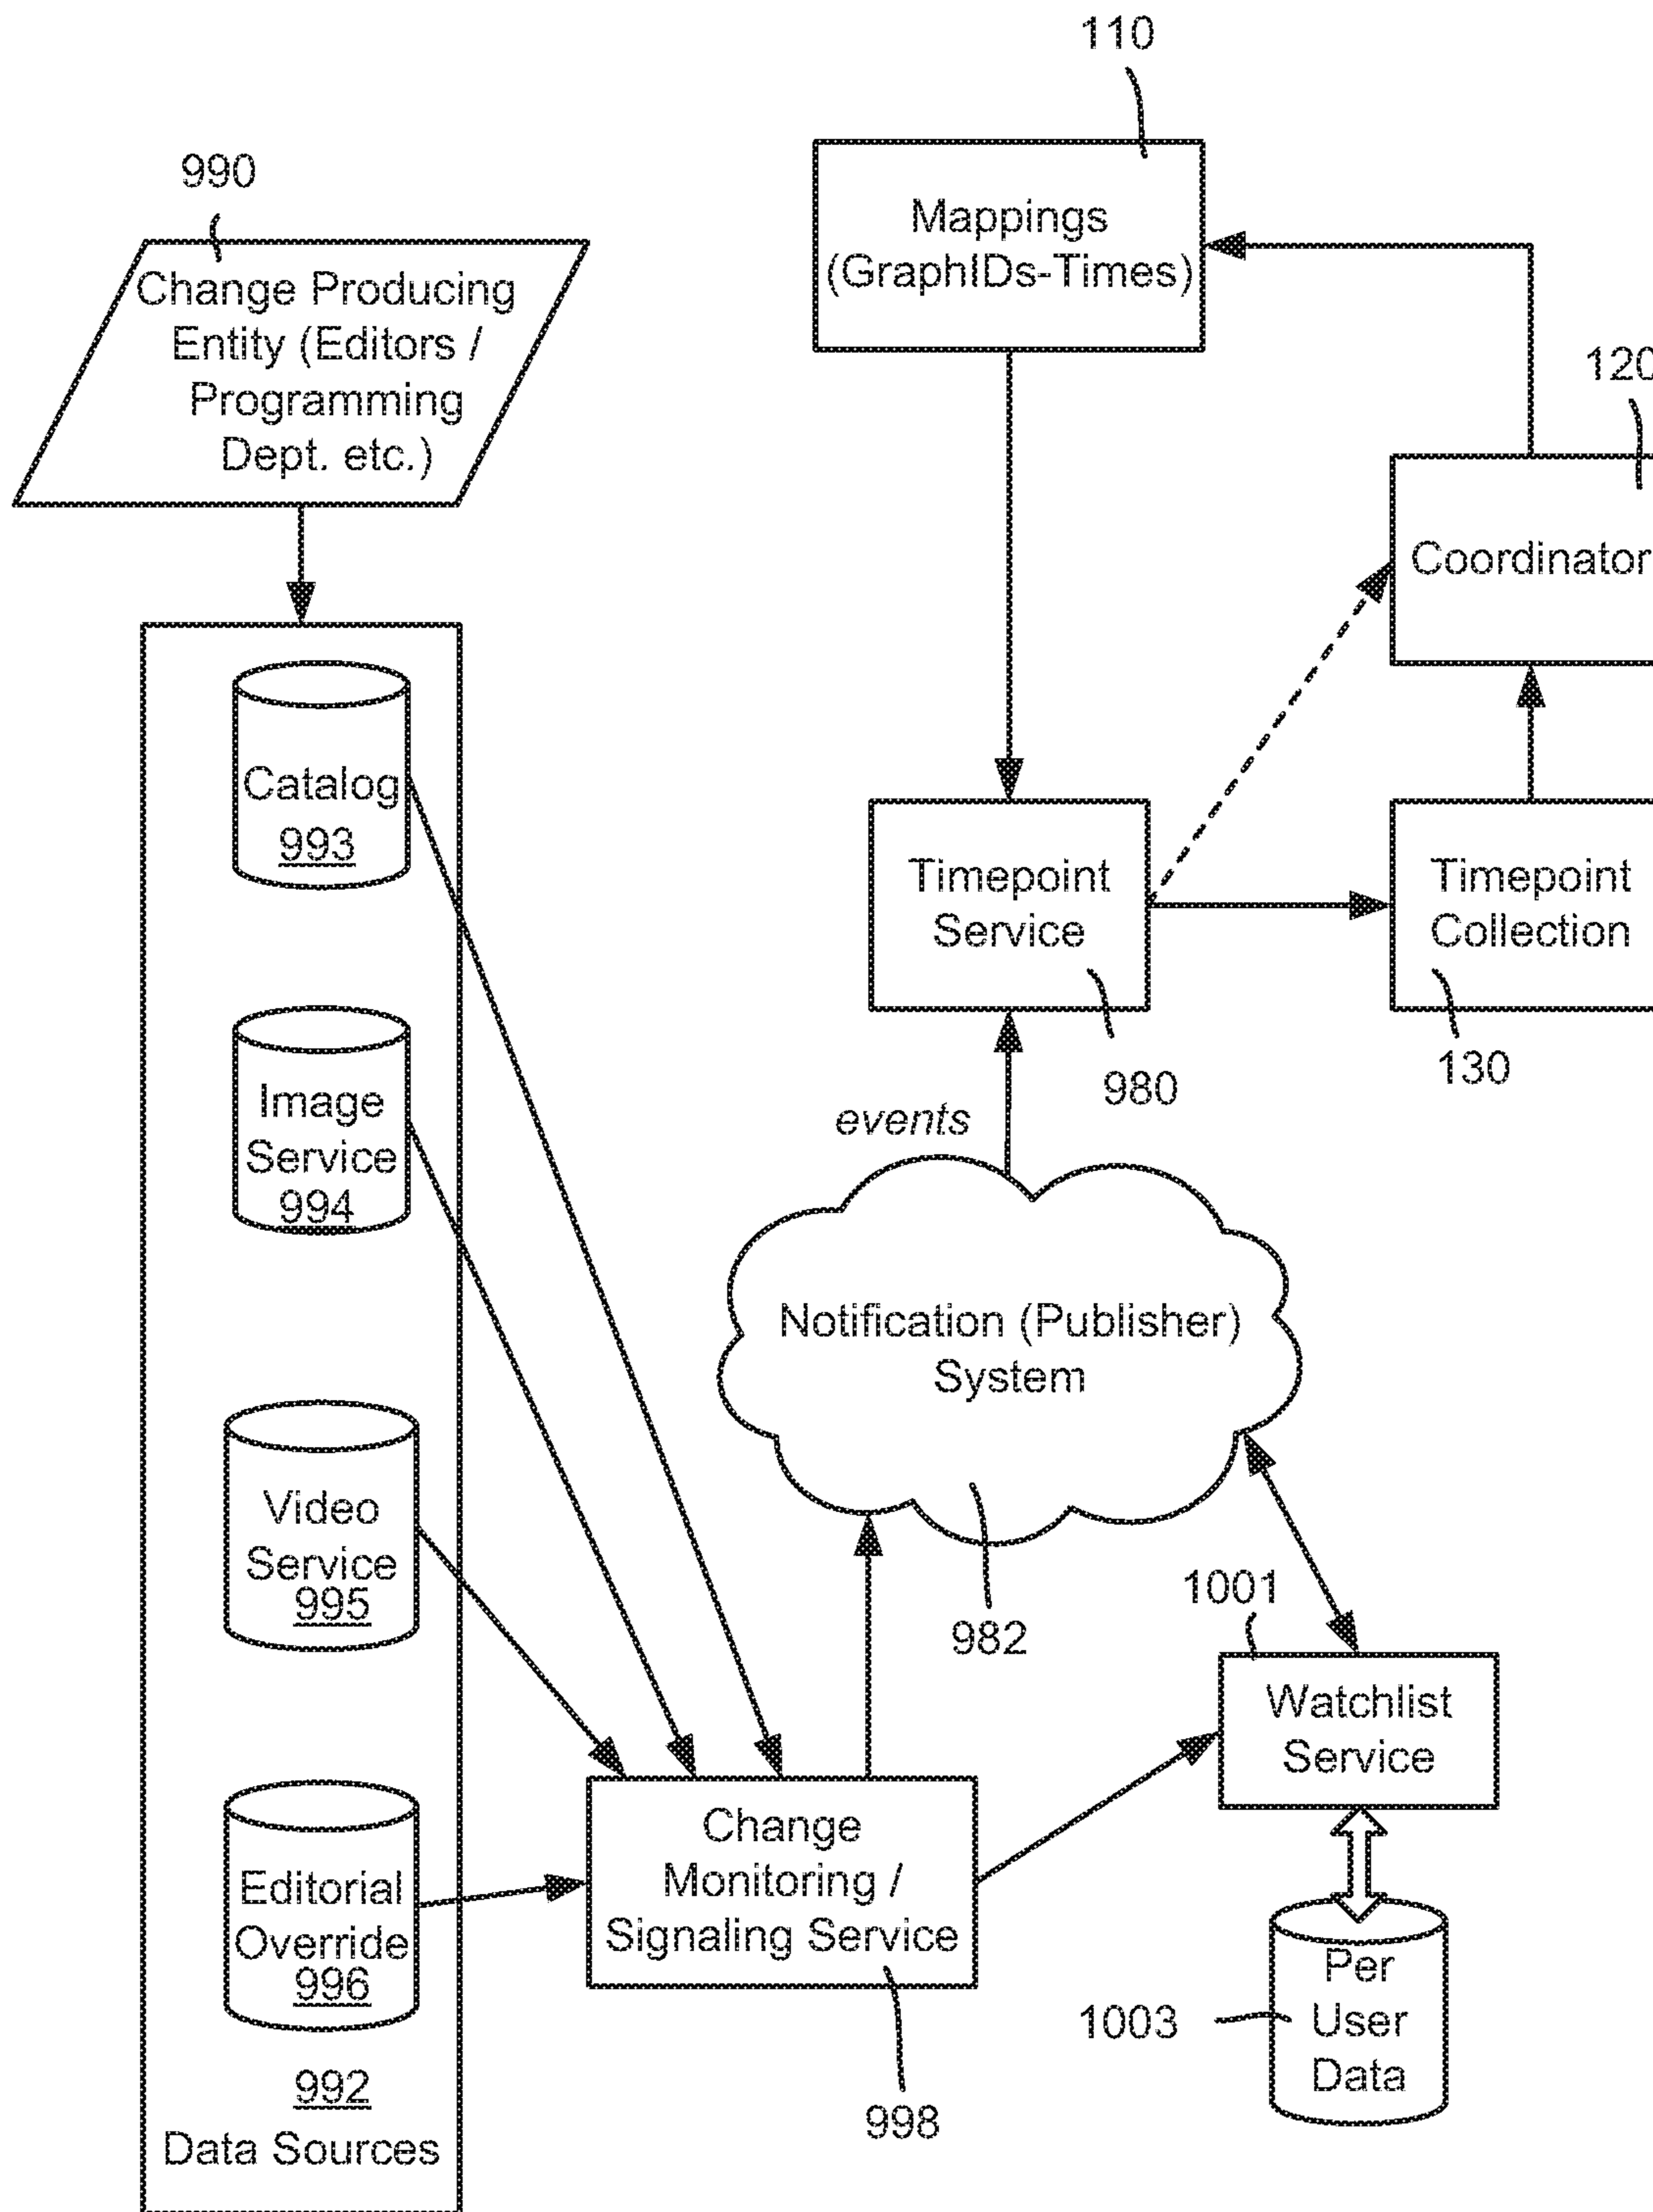 110
990
Mappings
(GraphIDs-Times)
Change Producing
Entity (Editors /
Programming
Dept. etc.)
120
Coordinator
Catalog
993
Timepoint
Service
Timepoint
Collection
980
130
Image
Service
994
events
Notification (Publisher)
System
Video
Service
995
982
1001
Watchlist
Service
Change
Monitoring /
Signaling Service
Editorial
Override
996
Per
User
Data
1003
998
992
Data Sources